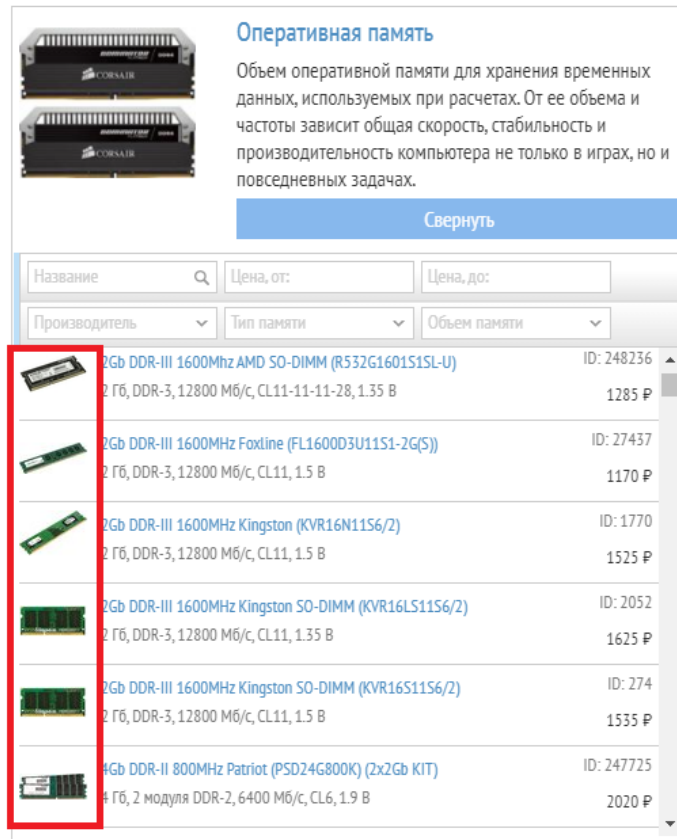 Оперативная память
Объем оперативной памяти для хранения временных
данных, используемых при расчетах. От ее объема и
частоты зависит общая скорость, стабильность и
производительность компьютера не только в играх, но и
повседневных задачах.
DOMINATOR DDR4
CORSAIR
DOMINATOR DDR4
CORSAIR
Свернуть
Название Цена, от: Цена, до:
Производитель Тип памяти Объем памяти
2Gb DDR-III 1600Mhz AMD SO-DIMM (R532G1601S1SL-U) ID: 248236
2 Гб, DDR-3, 12800 Мб/с, CL11-11-11-28, 1.35 В 1285 ₽
2Gb DDR-III 1600MHz Foxline (FL1600D3U11S1-2G(S)) ID: 27437
2 Гб, DDR-3, 12800 Мб/с, CL11, 1.5 В 1170 ₽
2Gb DDR-III 1600MHz Kingston (KVR16N11S6/2) ID: 1770
2 Гб, DDR-3, 12800 Мб/с, CL11, 1.5 В 1525 ₽
2Gb DDR-III 1600MHz Kingston SO-DIMM (KVR16LS11S6/2) ID: 2052
2 Гб, DDR-3, 12800 Мб/с, CL11, 1.35 В 1625 ₽
2Gb DDR-III 1600MHz Kingston SO-DIMM (KVR16S11S6/2) ID: 274
2 Гб, DDR-3, 12800 Мб/с, CL11, 1.5 В 1535 ₽
4Gb DDR-II 800MHz Patriot (PSD24G800K) (2x2Gb KIT) ID: 247725
4 Гб, 2 модуля DDR-2, 6400 Мб/с, CL6, 1.9 В 2020 ₽